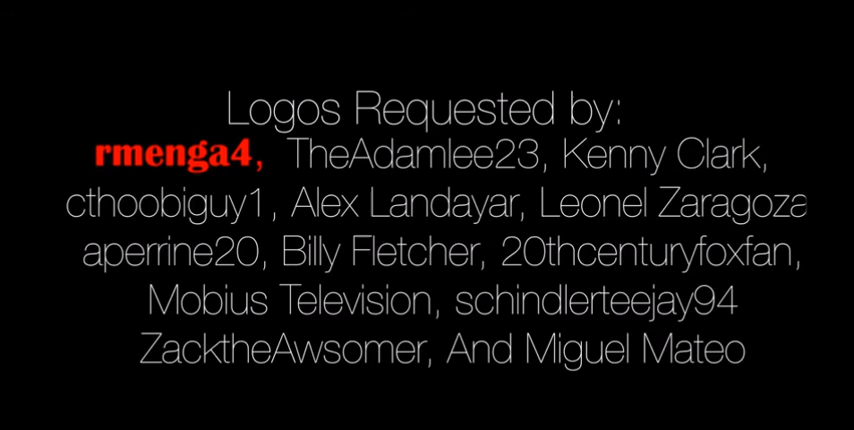 Logos Requested by:
rmenga4, TheAdamlee23, Kenny Clark,
cthoobiguy1, Alex Landayar, Leonel Zaragoza
aperrine20, Billy Fletcher, 20thcenturyfoxfan,
Mobius Television, schindlerteejay94
ZacktheAwsomer, And Miguel Mateo